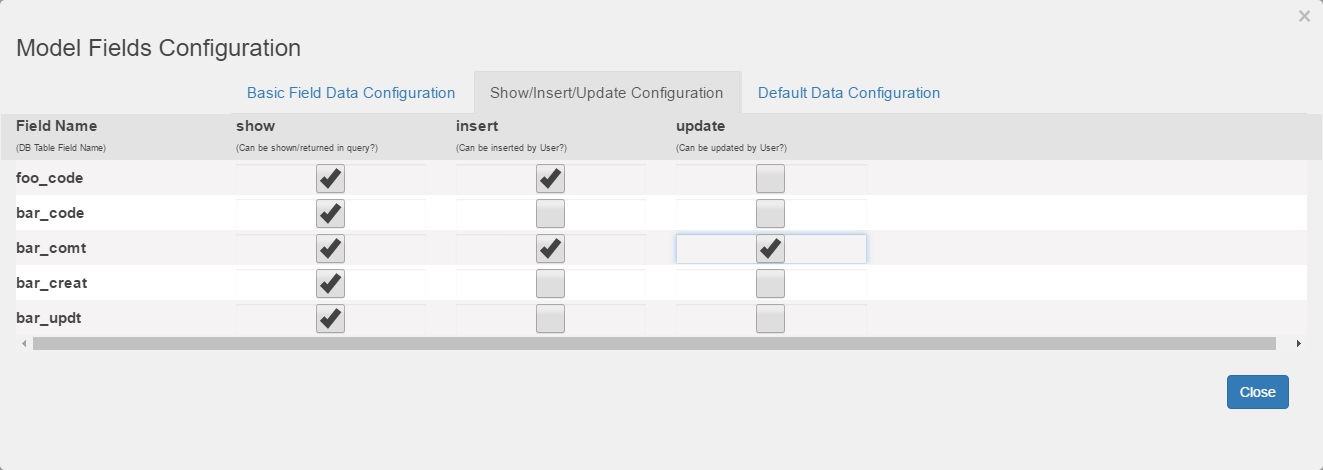 ×
Model Fields Configuration
Basic Field Data Configuration Show/Insert/Update Configuration Default Data Configuration
Field Name show insert update
(DB Table Field Name) (Can be shown/returned in query?) (Can be inserted by User?) (Can be updated by User?)
foo_code
bar_code
bar_comt
bar_creat
bar_updt
Close